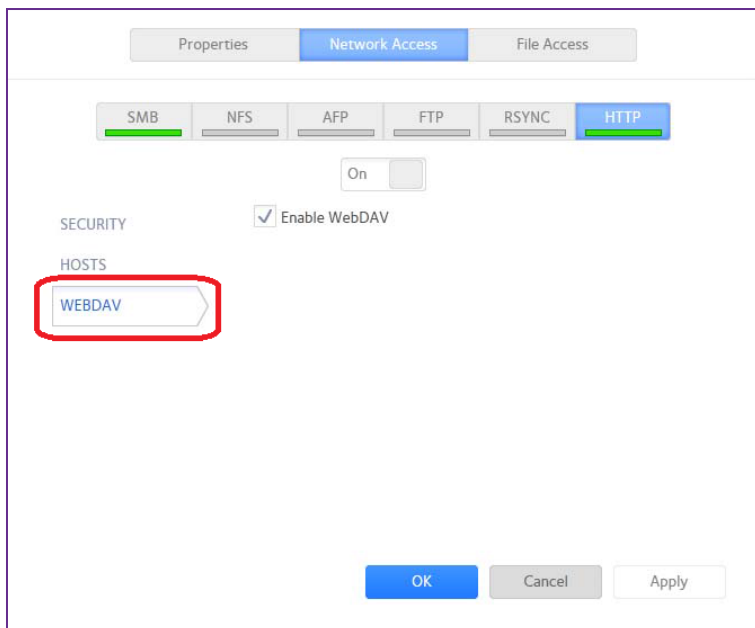 Properties Network Access File Access
SMB NFS AFP FTP RSYNC HTTP
On
SECURITY Enable WebDAV
HOSTS
WEBDAV
OK Cancel Apply